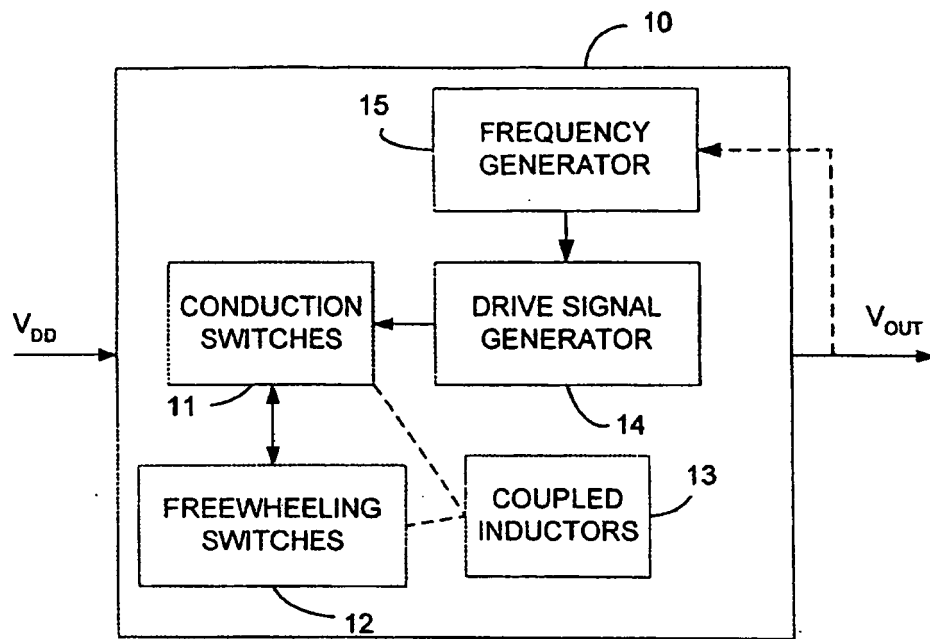 10
15
FREQUENCY
GENERATOR
CONDUCTION
SWITCHES
DRIVE SIGNAL
GENERATOR
V_DD
V_OUT
11
14
FREEWHEELING
SWITCHES
COUPLED
INDUCTORS
13
12